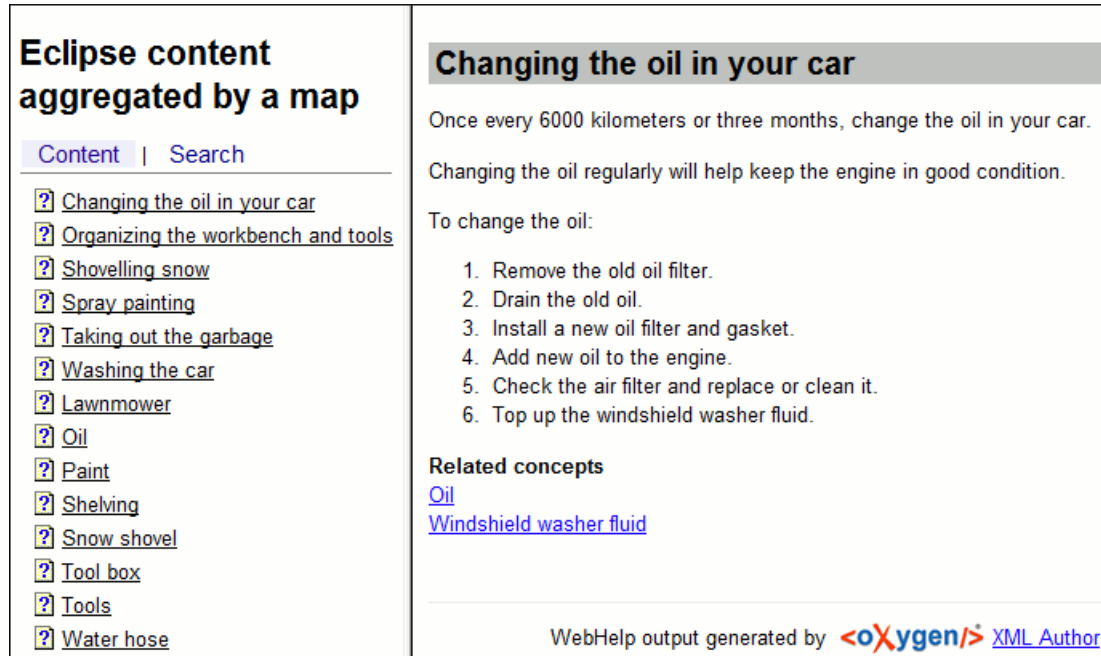 Eclipse content
aggregated by a map
Content | Search
Changing the oil in your car
Organizing the workbench and tools
Shovelling snow
Spray painting
Taking out the garbage
Washing the car
Lawnmower
Oil
Paint
Shelving
Snow shovel
Tool box
Tools
Water hose
Changing the oil in your car
Once every 6000 kilometers or three months, change the oil in your car.
Changing the oil regularly will help keep the engine in good condition.
To change the oil:
1. Remove the old oil filter.
2. Drain the old oil.
3. Install a new oil filter and gasket.
4. Add new oil to the engine.
5. Check the air filter and replace or clean it.
6. Top up the windshield washer fluid.
Related concepts
Oil
Windshield washer fluid
WebHelp output generated by <oXygen/>® XML Author